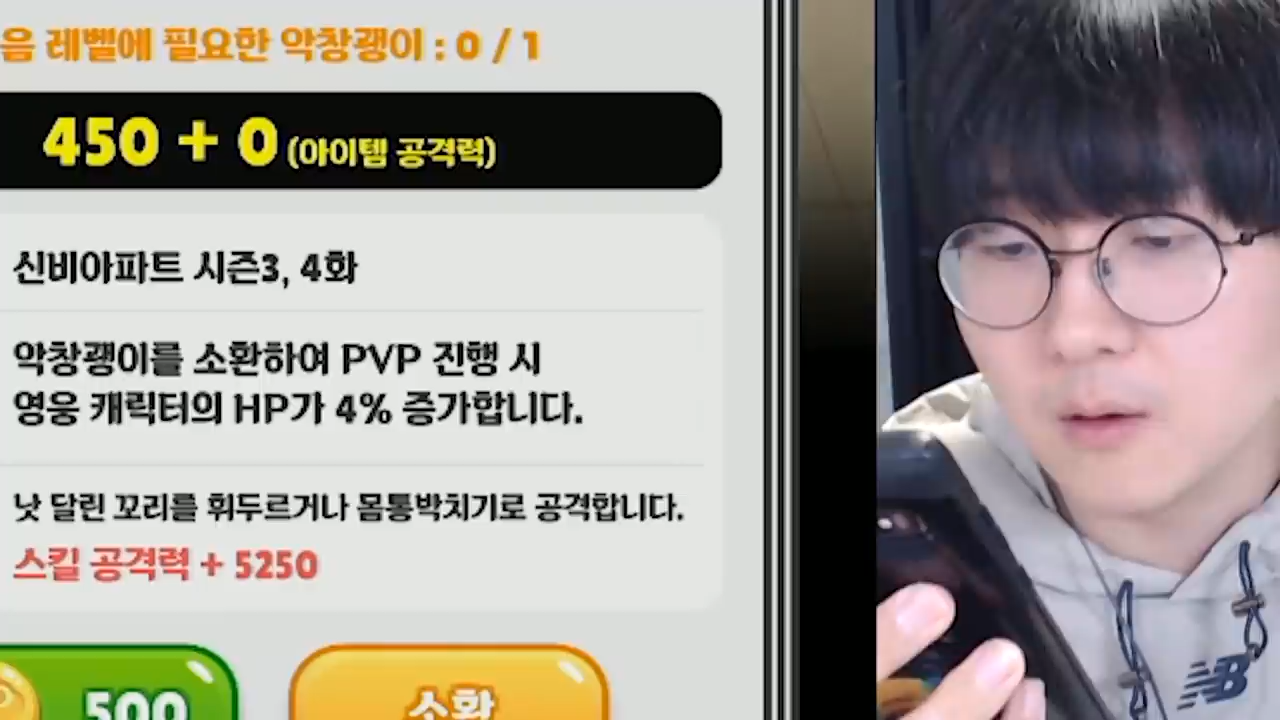 음 레벨에 필요한 악창괭이 : 0 / 1
450 + 0 (아이템 공격력)
신비아파트 시즌3, 4화
악창괭이를 소환하여 PVP 진행 시
영웅 캐릭터의 HP가 4% 증가합니다.
낫 달린 꼬리를 휘두르거나 몸통박치기로 공격합니다.
스킬 공격력 + 5250
500
소환
NB